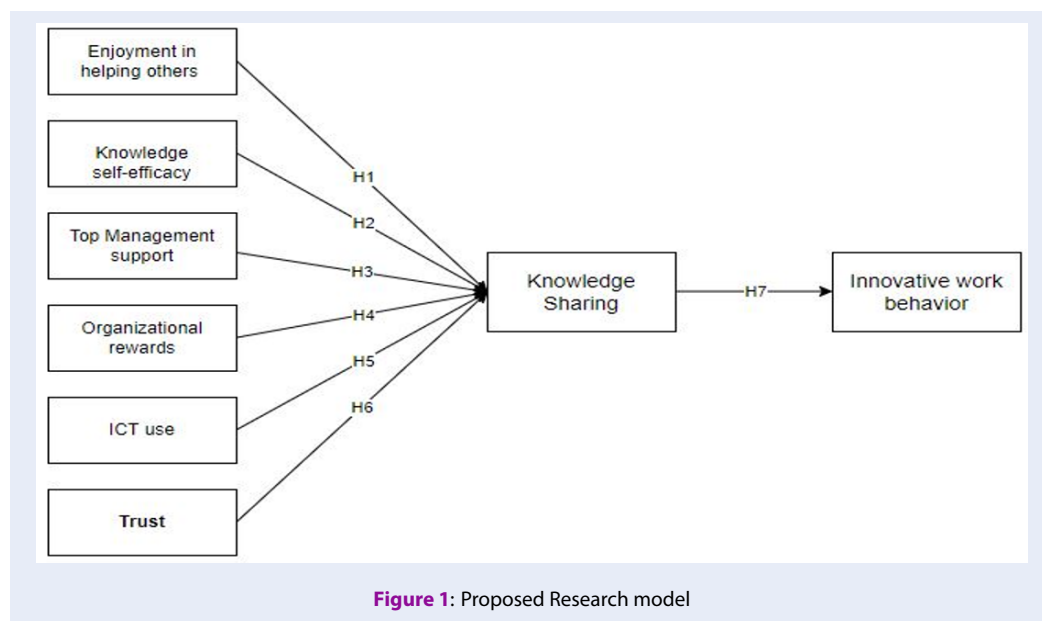 Enjoyment in
helping others
Knowledge
self-efficacy
Top Management
support
Organizational
rewards
ICT use
Trust
H1
H2
H3
H4
H5
H6
Knowledge
Sharing
H7
Innovative work
behavior
Figure 1: Proposed Research model